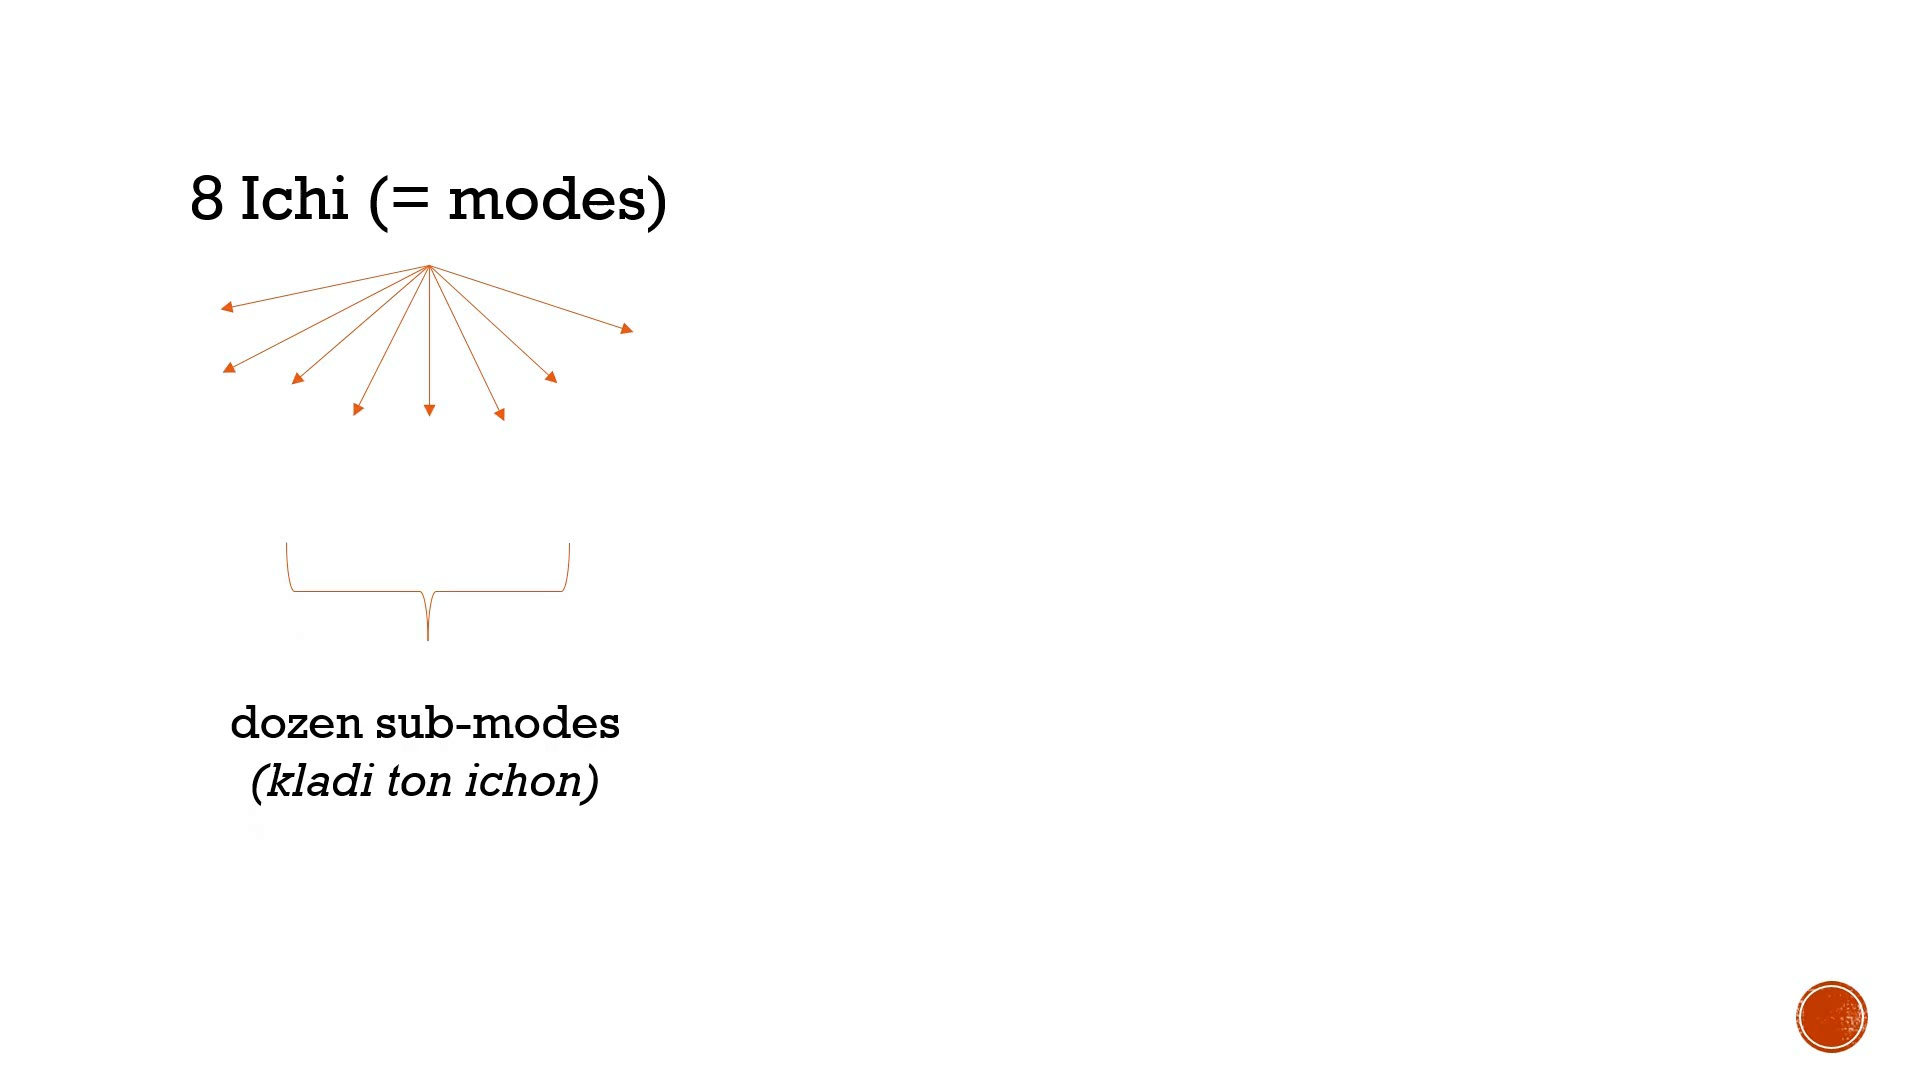 8 Ichi (= modes)
dozen sub-modes
(kladi ton ichon)